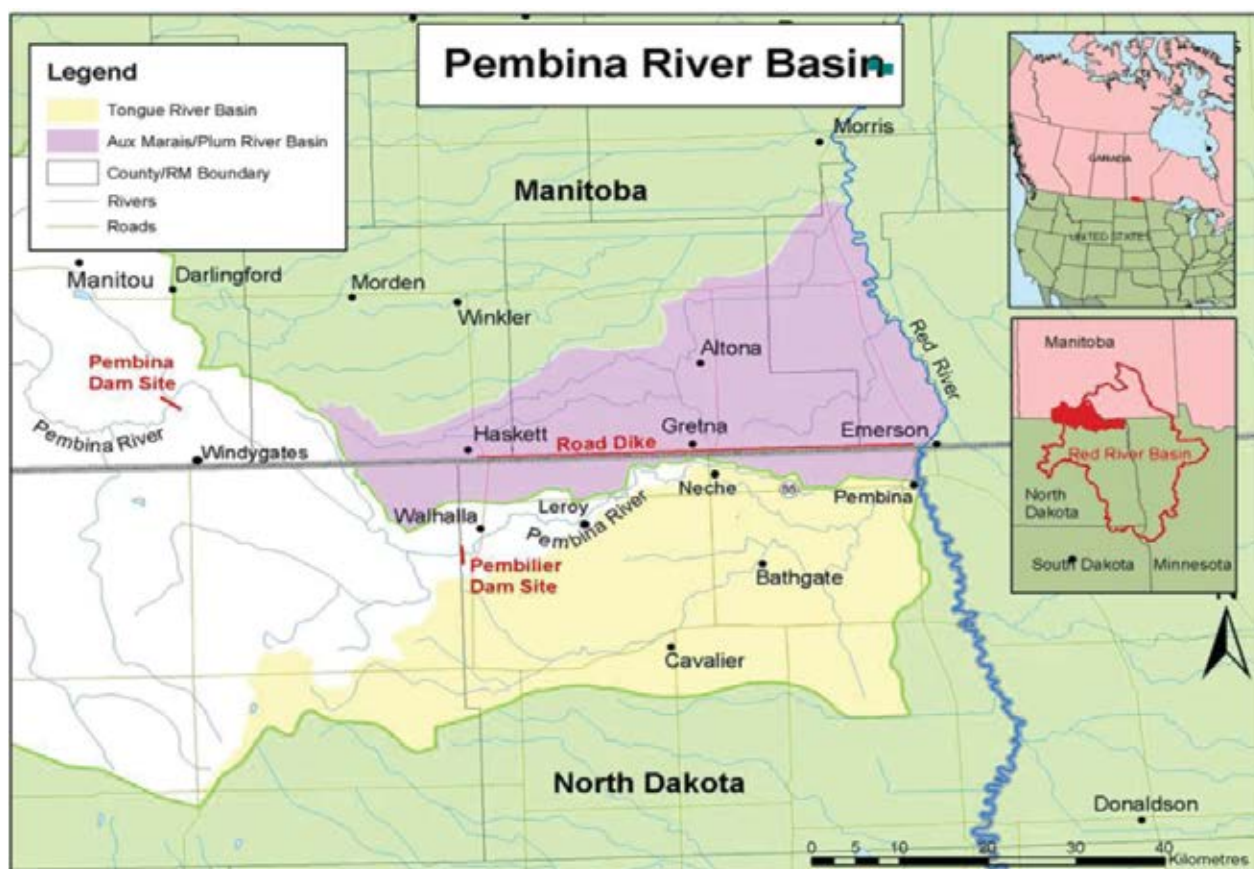 Pembina River Basin
Legend
Tongue River Basin
Aux Marais/Plum River Basin
County/RM Boundary
Rivers
Roads
Manitoba
Morris
Manitou
Darlingford
Morden
Winkler
Altona
Red River
Pembina
Dam Site
Pembina River
Windygates
Haskett
Road Dike
Gretna
Emerson
Walhalla
Leroy
Pembina River
Neche
55
Pembina
Pembilier
Dam Site
Bathgate
Cavalier
North Dakota
Donaldson
CANADA
UNITED STATES
Manitoba
Red River Basin
North
Dakota
South Dakota
Minnesota
N
0 10 20 30 40
Kilometres